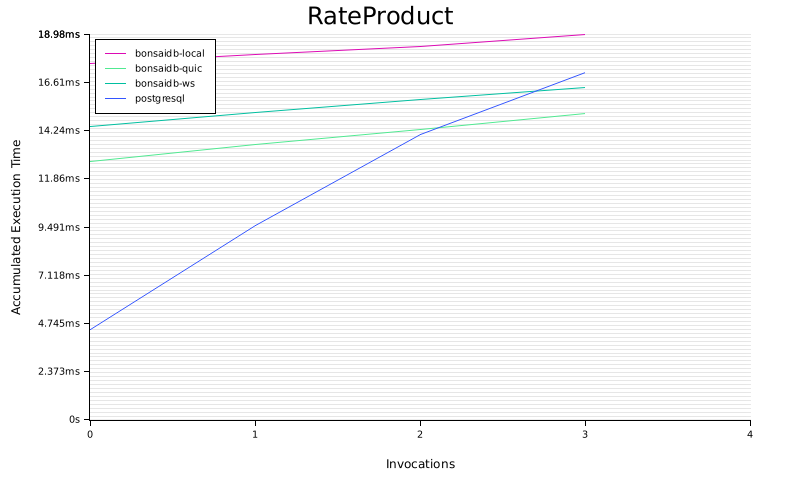 RateProduct
18.98ms
bonsaidb-local
bonsaidb-quic
bonsaidb-ws
postgresql
16.61ms
14.24ms
11.86ms
9.491ms
7.118ms
4.745ms
2.373ms
0s
Accumulated Execution Time
0 1 2 3 4
Invocations